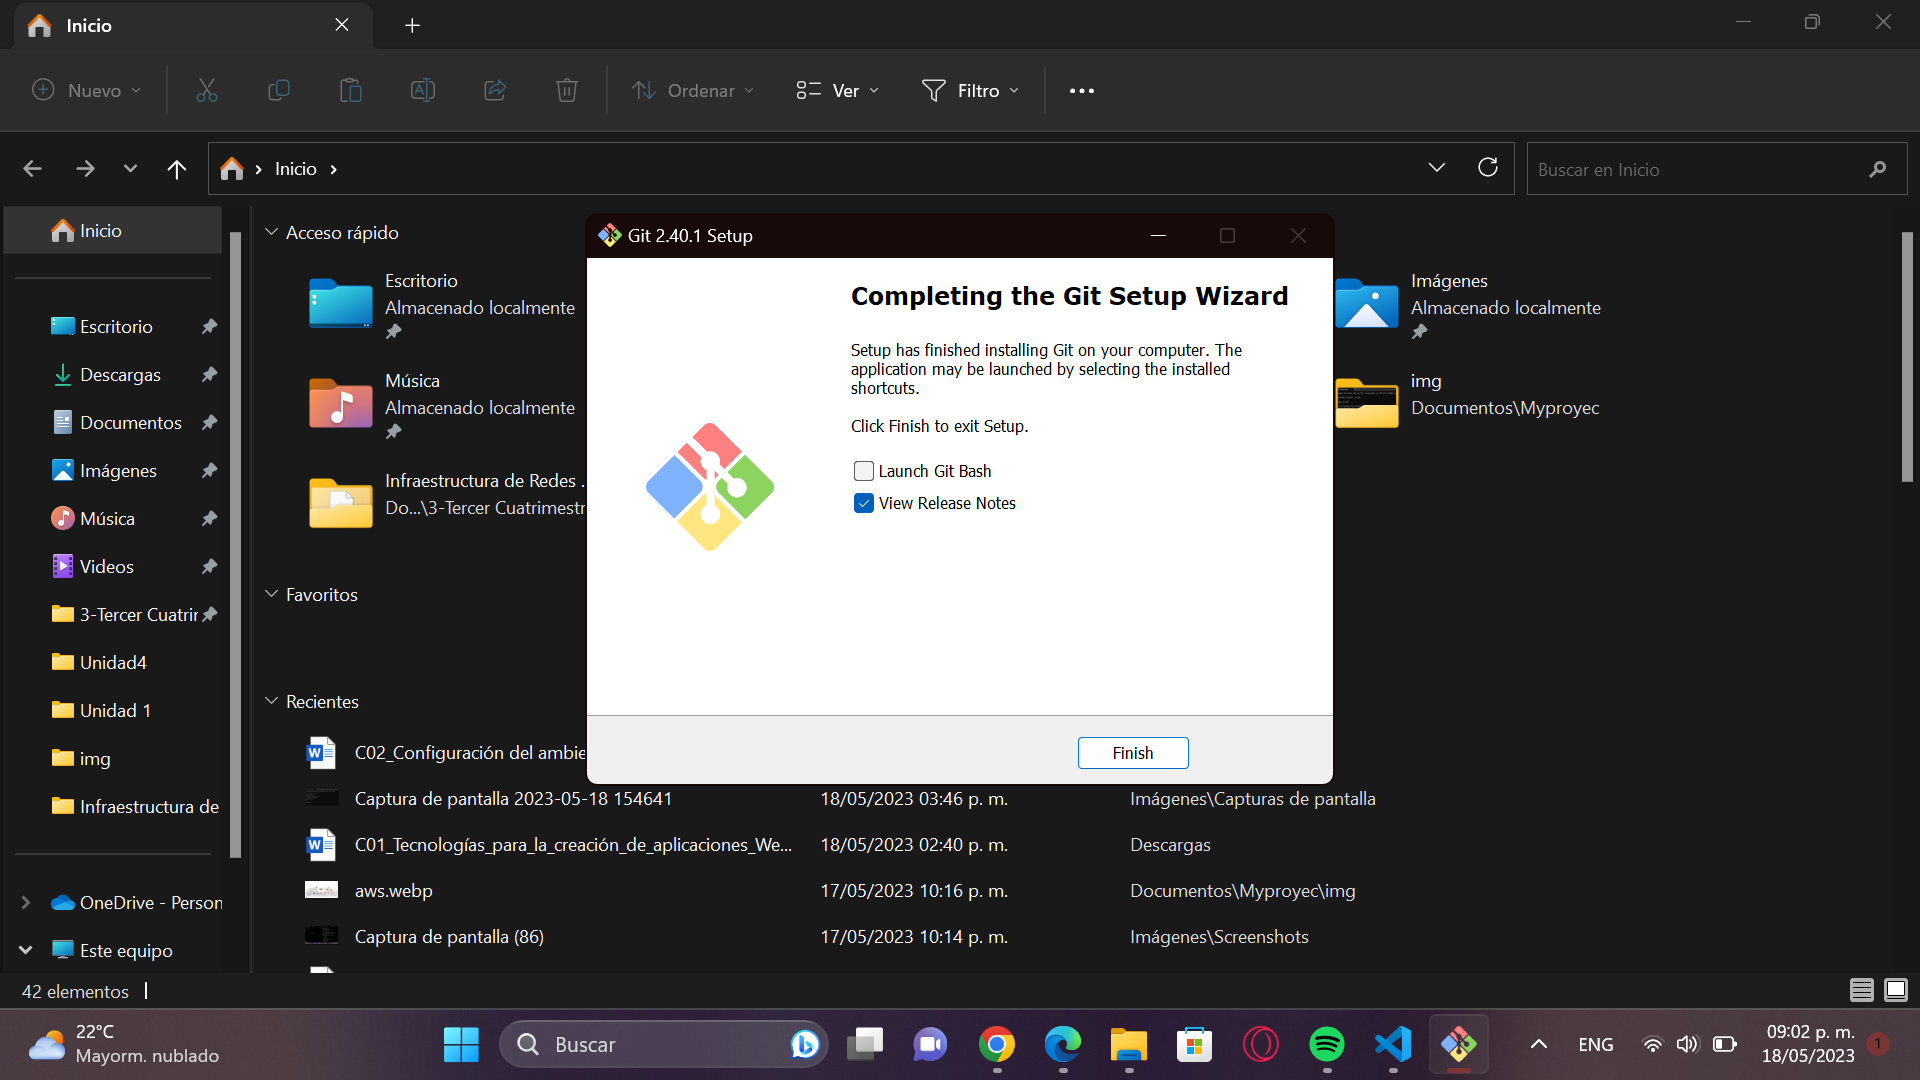 Inicio
Nuevo
Ordenar
Ver
Filtro
Inicio
Buscar en Inicio
Inicio
Escritorio
Descargas
Documentos
Imágenes
Música
Videos
3-Tercer Cuatrir
Unidad4
Unidad 1
img
Infraestructura de
OneDrive - Person
Este equipo
Acceso rápido
Escritorio
Almacenado localmente
Música
Almacenado localmente
Infraestructura de Redes .
Do...\3-Tercer Cuatrimestr
Imágenes
Almacenado localmente
img
Documentos\Myproyec
Favoritos
Recientes
C02_Configuración del ambie
Captura de pantalla 2023-05-18 154641 18/05/2023 03:46 p. m. Imágenes\Capturas de pantalla
C01_Tecnologías_para_la_creación_de_aplicaciones_We... 18/05/2023 02:40 p. m. Descargas
aws.webp 17/05/2023 10:16 p. m. Documentos\Myproyec\img
Captura de pantalla (86) 17/05/2023 10:14 p. m. Imágenes\Screenshots
Git 2.40.1 Setup
Completing the Git Setup Wizard
Setup has finished installing Git on your computer. The
application may be launched by selecting the installed
shortcuts.
Click Finish to exit Setup.
Launch Git Bash
View Release Notes
Finish
42 elementos
22°C
Mayorm. nublado
Buscar
ENG
09:02 p. m.
18/05/2023
1